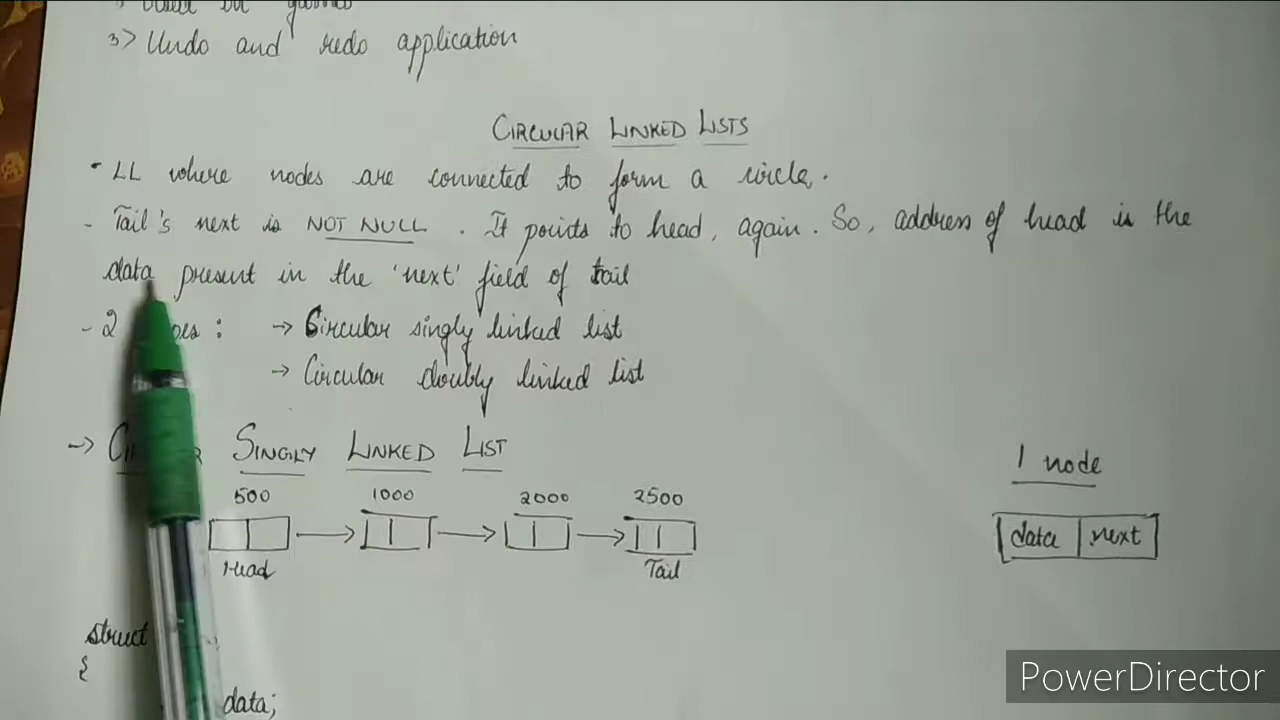 3> Undo and redo application
CIRCULAR LINKED LISTS
- LL where nodes are connected to form a circle.
- Tail's next is NOT NULL. It points to head, again. So, address of head is the
data present in the 'next' field of tail
- 2 : → Circular singly linked list
→ Circular doubly linked list
→ SINGLY LINKED LIST
1 node
500 1000 2000 2500
data next
Head Tail
struct
{
data;
PowerDirector